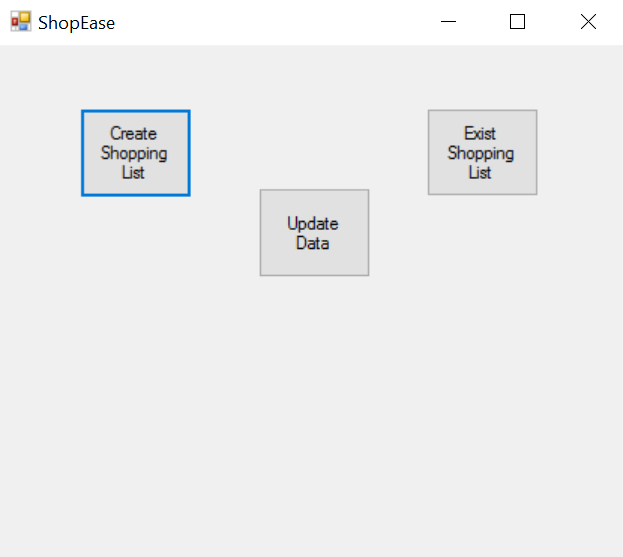 ShopEase
Create
Shopping
List
Exist
Shopping
List
Update
Data